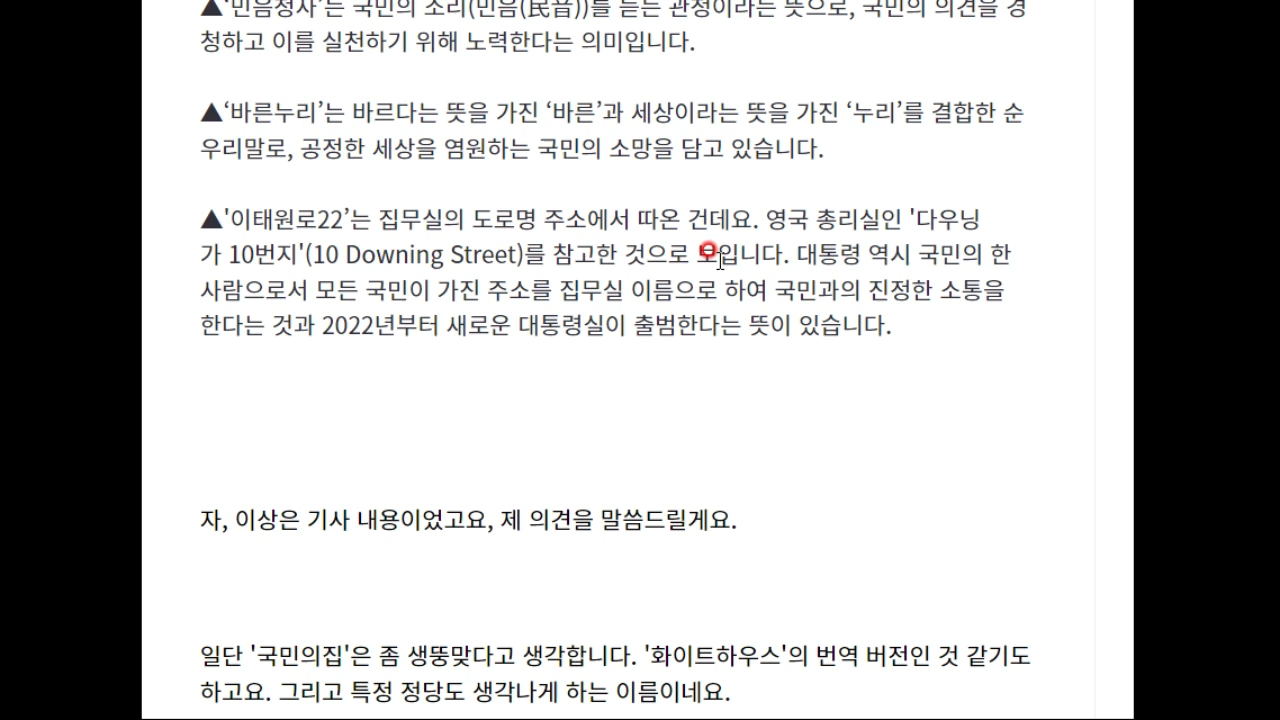 ▲‘민음청사’는 국민의 소리(민음(民音))를 듣는 관청이라는 뜻으로, 국민의 의견을 경
청하고 이를 실천하기 위해 노력한다는 의미입니다.
▲‘바른누리’는 바르다는 뜻을 가진 ‘바른’과 세상이라는 뜻을 가진 ‘누리’를 결합한 순
우리말로, 공정한 세상을 염원하는 국민의 소망을 담고 있습니다.
▲'이태원로22’는 집무실의 도로명 주소에서 따온 건데요. 영국 총리실인 '다우닝
가 10번지'(10 Downing Street)를 참고한 것으로 보입니다. 대통령 역시 국민의 한
사람으로서 모든 국민이 가진 주소를 집무실 이름으로 하여 국민과의 진정한 소통을
한다는 것과 2022년부터 새로운 대통령실이 출범한다는 뜻이 있습니다.
자, 이상은 기사 내용이었고요, 제 의견을 말씀드릴게요.
일단 '국민의집'은 좀 생뚱맞다고 생각합니다. '화이트하우스'의 번역 버전인 것 같기도
하고요. 그리고 특정 정당도 생각나게 하는 이름이네요.